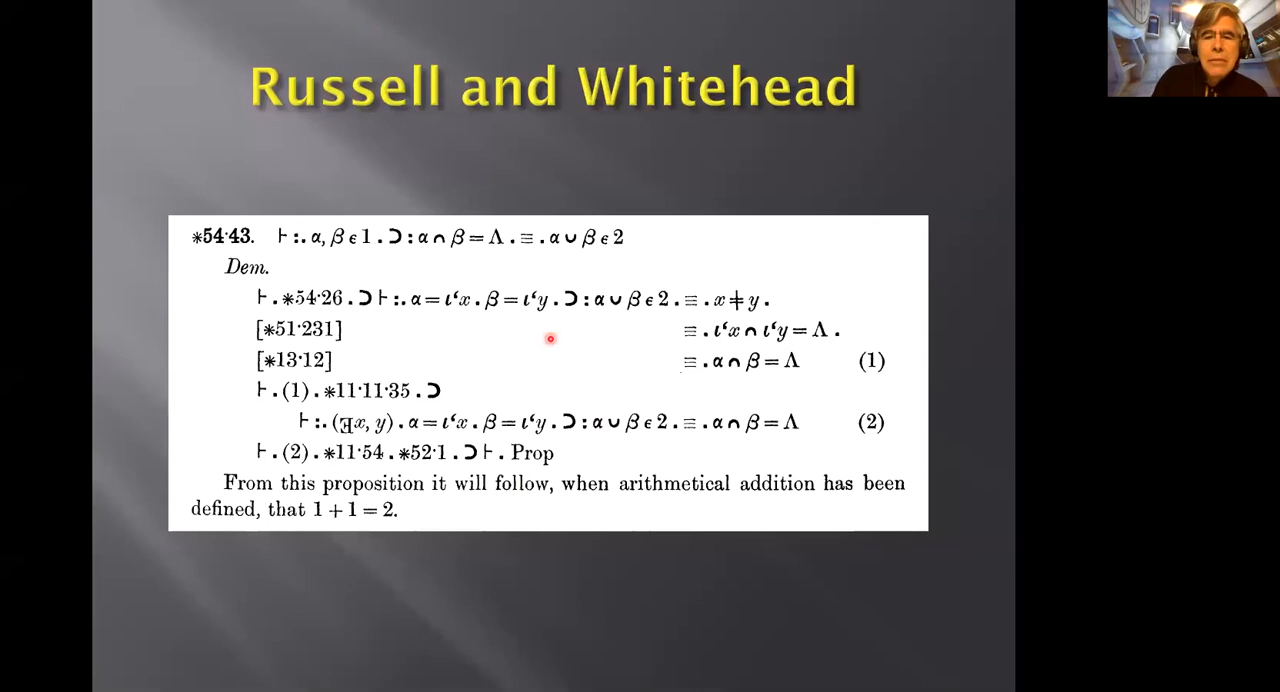 Russell and Whitehead
∗54·43. ⊢:. α, β ε 1 . ⊃ : α ∩ β = Λ . ≡ . α ∪ β ε 2
Dem.
⊢ . ∗54·26 . ⊃ ⊢:. α = ι‘x . β = ι‘y . ⊃ : α ∪ β ε 2 . ≡ . x ≠ y .
[∗51·231] ≡ . ι‘x ∩ ι‘y = Λ .
[∗13·12] ≡ . α ∩ β = Λ (1)
⊢ . (1) . ∗11·11·35 . ⊃
⊢:. (∃x, y) . α = ι‘x . β = ι‘y . ⊃ : α ∪ β ε 2 . ≡ . α ∩ β = Λ (2)
⊢ . (2) . ∗11·54 . ∗52·1 . ⊃ ⊢ . Prop
From this proposition it will follow, when arithmetical addition has been
defined, that 1 + 1 = 2.